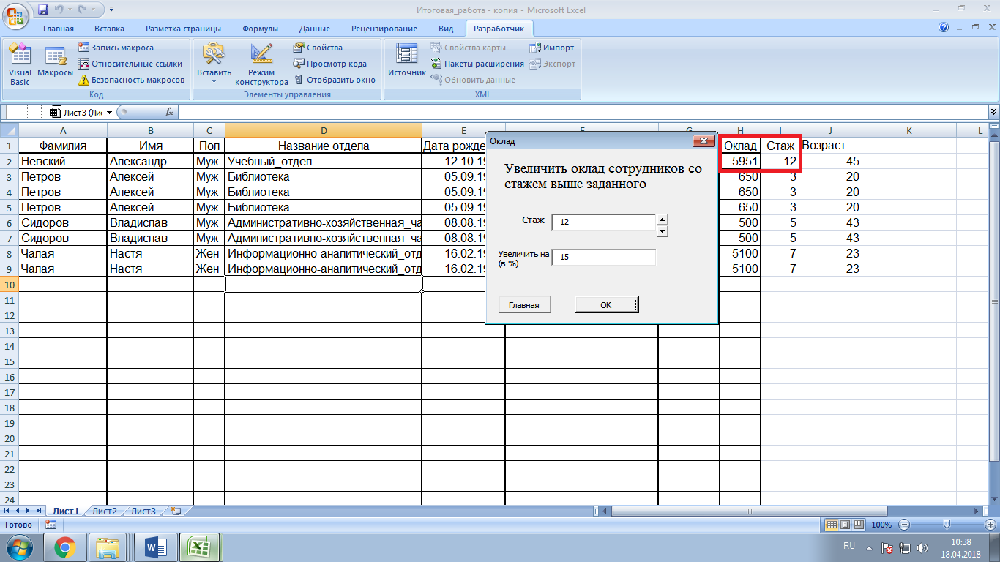 Итоговая_работа - копия - Microsoft Excel
Главная Вставка Разметка страницы Формулы Данные Рецензирование Вид Разработчик
Visual Basic
Макросы
Запись макроса
Относительные ссылки
Безопасность макросов
Код
Вставить
Режим конструктора
Свойства
Просмотр кода
Отобразить окно
Элементы управления
Источник
Свойства карты
Пакеты расширения
Обновить данные
Импорт
Экспорт
XML
Лист3 (Ли fx
A B C D E F G H I J K L
1 Фамилия Имя Пол Название отдела Дата рожде Оклад Стаж Возраст
2 Невский Александр Муж Учебный_отдел 12.10.19 5951 12 45
3 Петров Алексей Муж Библиотека 05.09.19 650 3 20
4 Петров Алексей Муж Библиотека 05.09.19 650 3 20
5 Петров Алексей Муж Библиотека 05.09.19 650 3 20
6 Сидоров Владислав Муж Административно-хозяйственная_ча 08.08.19 500 5 43
7 Сидоров Владислав Муж Административно-хозяйственная_ча 08.08.19 500 5 43
8 Чалая Настя Жен Информационно-аналитический_отд 16.02.19 5100 7 23
9 Чалая Настя Жен Информационно-аналитический_отд 16.02.19 5100 7 23
10
11
12
13
14
15
16
17
18
19
20
21
22
23
24
Оклад
Увеличить оклад сотрудников со
стажем выше заданного
Стаж 12
Увеличить на
(в %) 15
Главная ОК
Лист1 Лист2 Лист3
Готово 100%
RU 10:38
18.04.2018